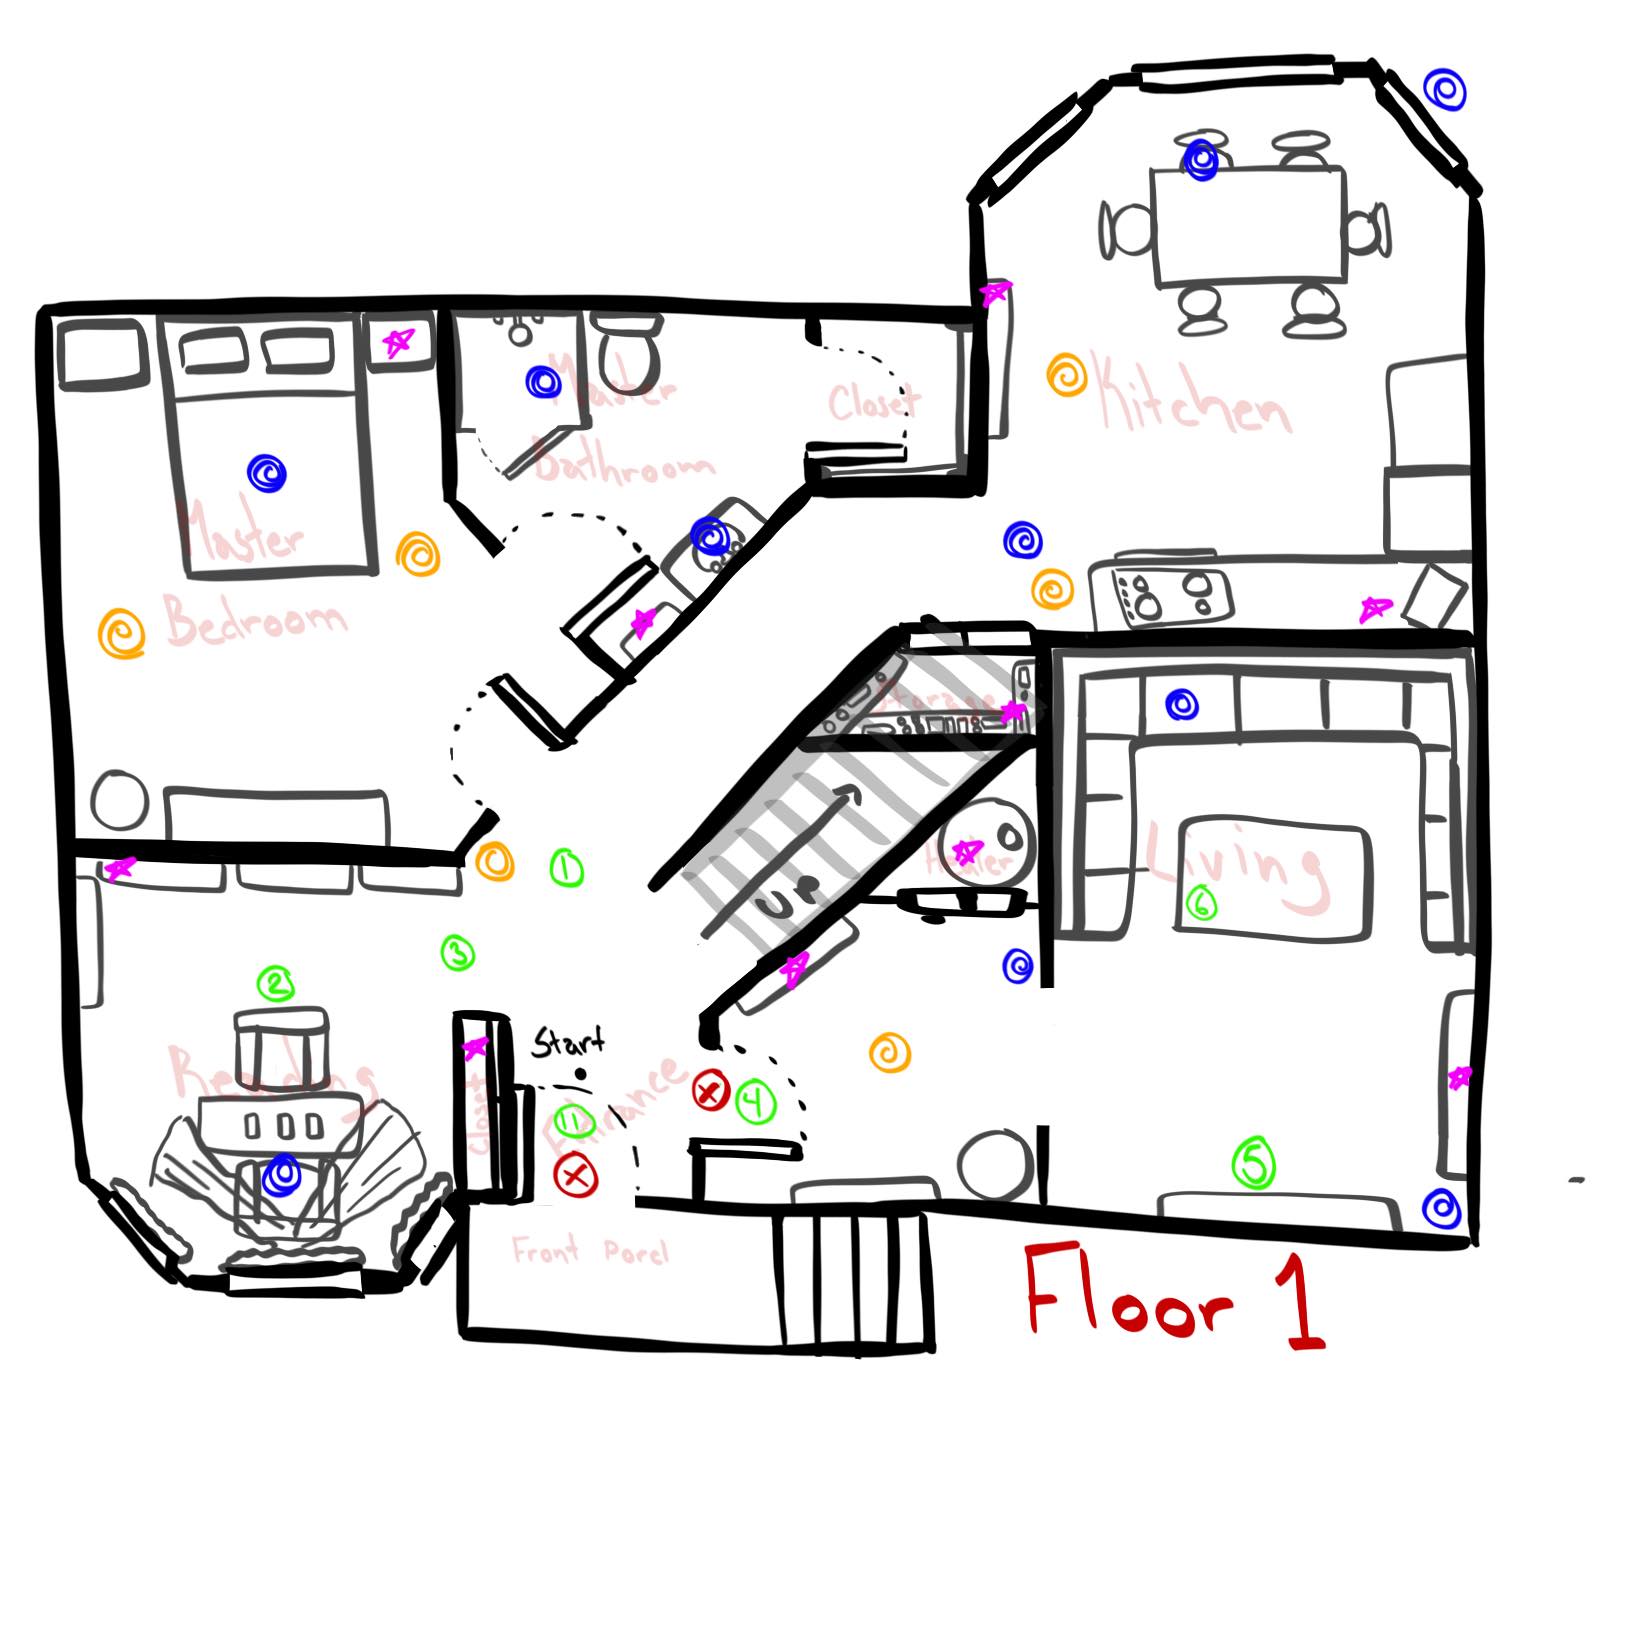 Master
Bathroom
Closet
Kitchen
Master
Bedroom
Storage
Heater
Living
UP
1
2
3
6
Reading
Closet
Start
Entrance
4
11
5
Front Porch
Floor 1